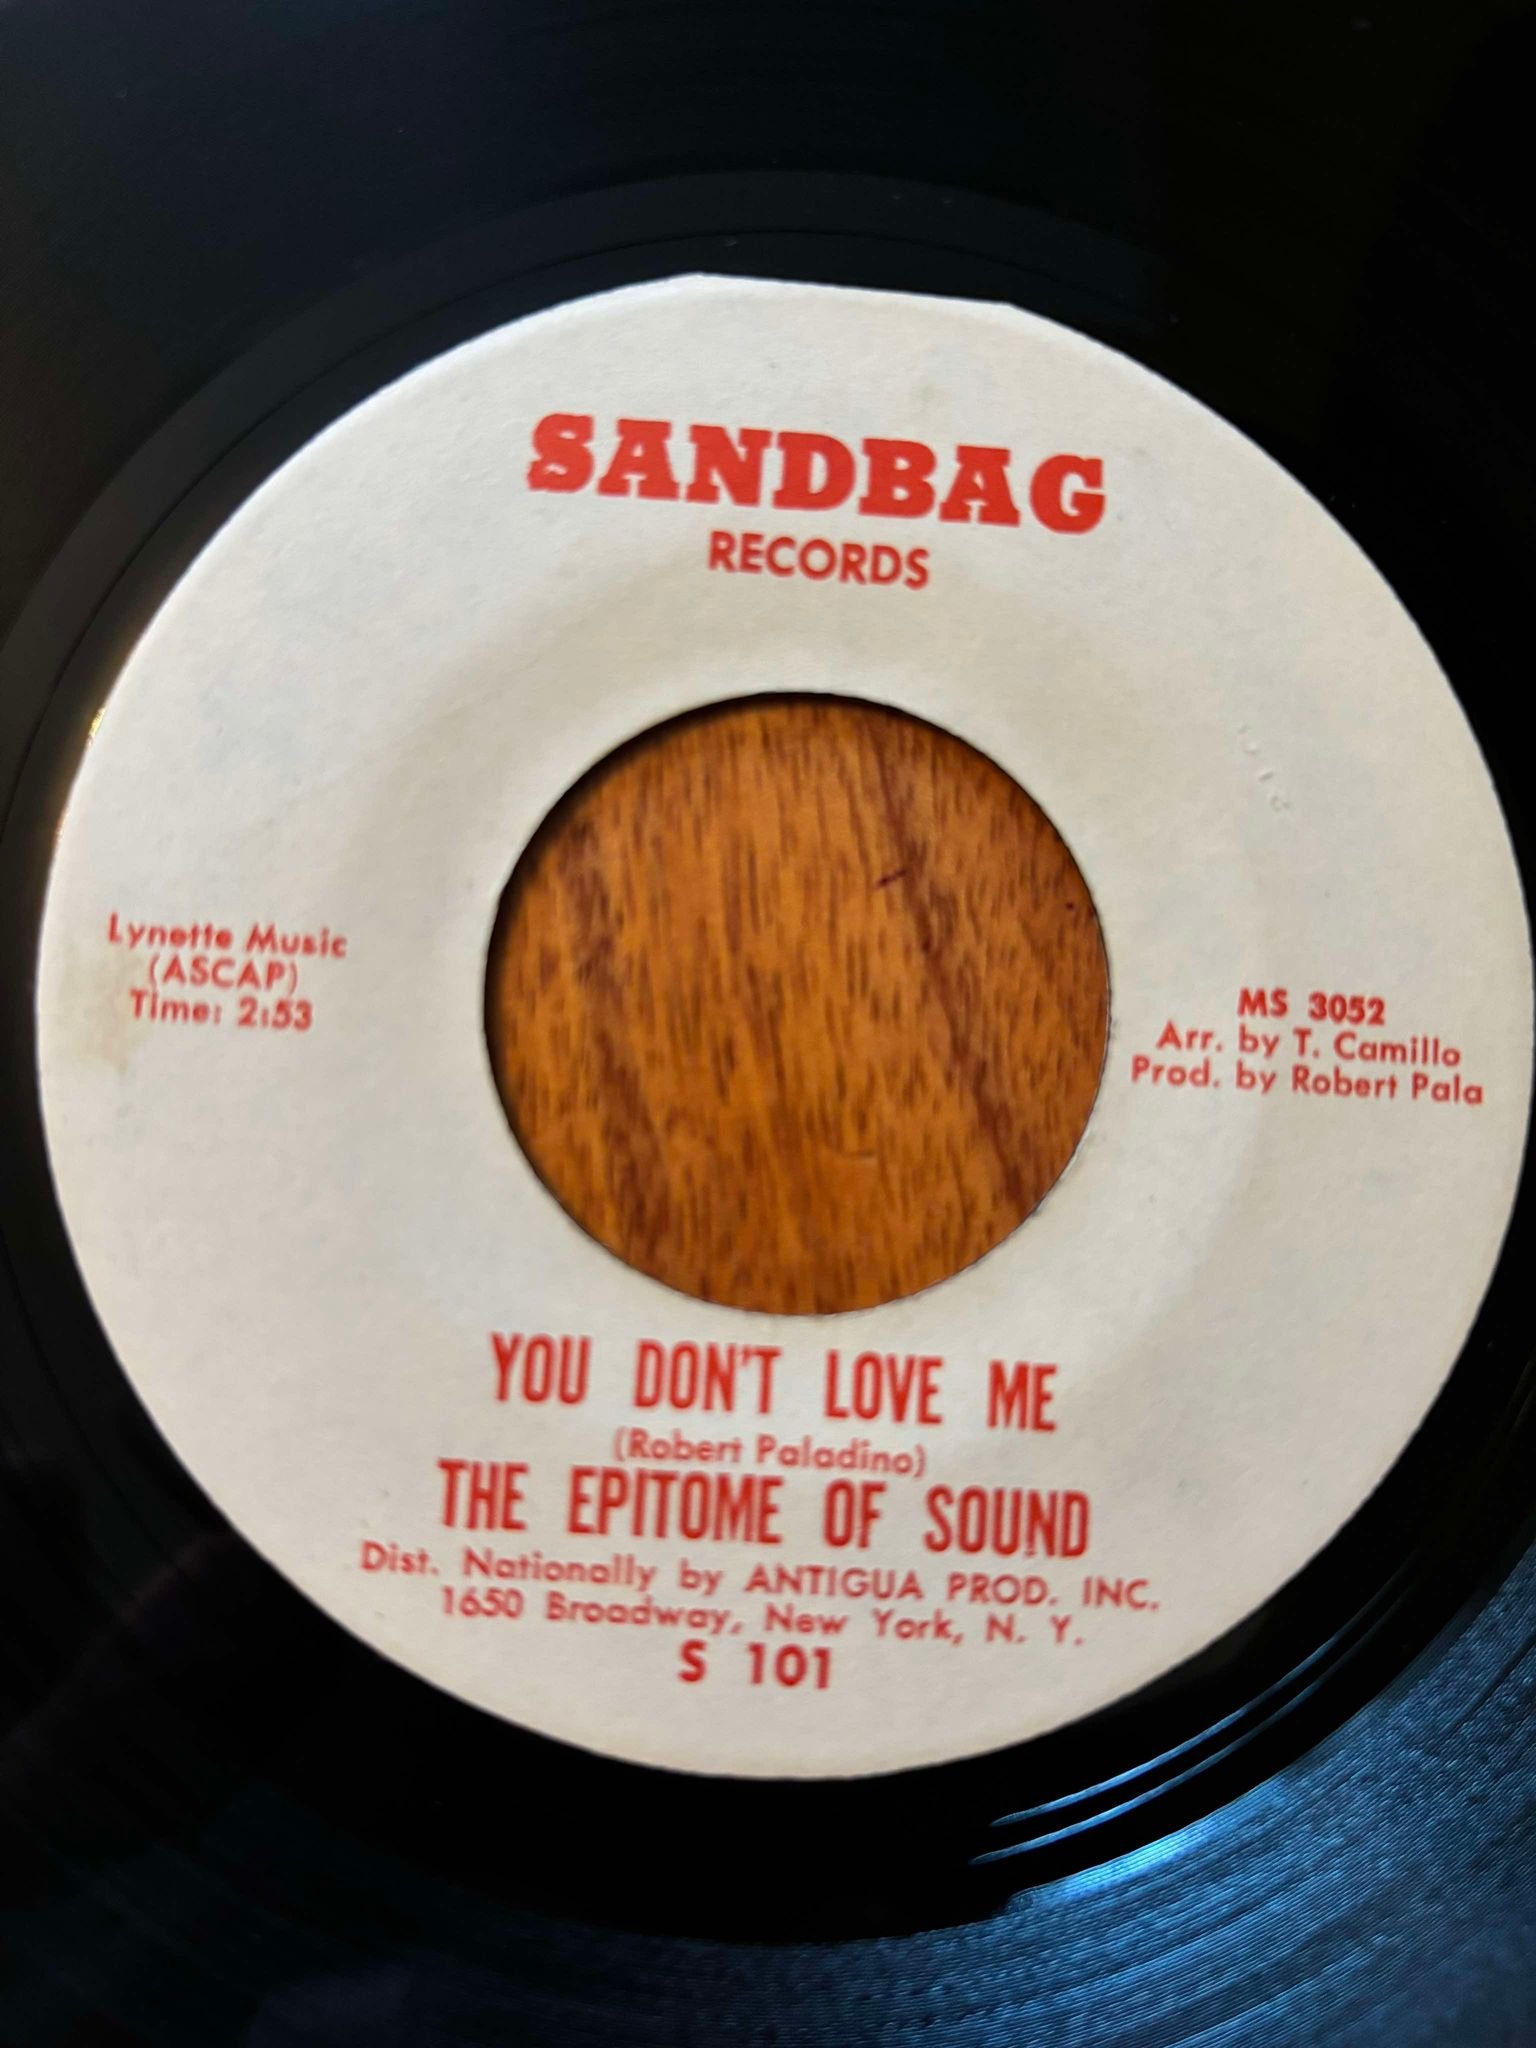 SANDBAG
RECORDS
Lynette Music
(ASCAP)
Time: 2:53
MS 3052
Arr. by T. Camillo
Prod. by Robert Pala
YOU DON'T LOVE ME
(Robert Paladino)
THE EPITOME OF SOUND
Dist. Nationally by ANTIGUA PROD. INC.
1650 Broadway, New York, N. Y.
S 101